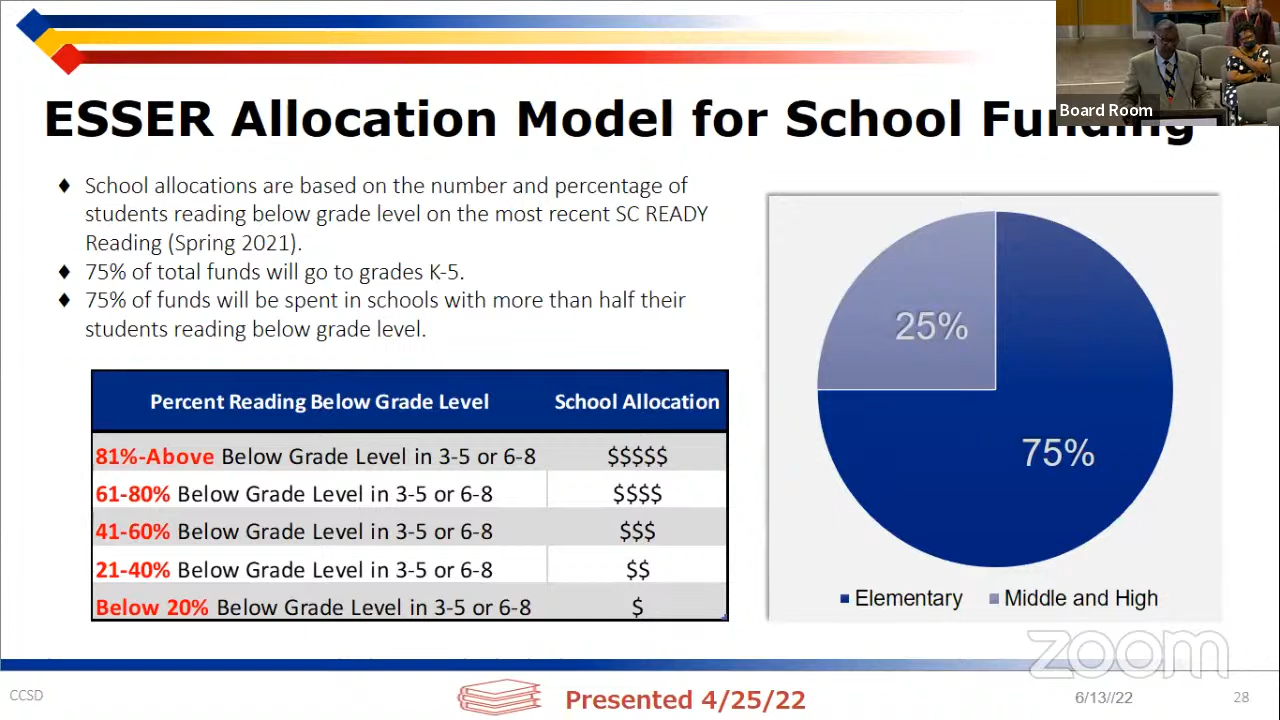 ESSER Allocation Model for School Funding
Board Room
♦ School allocations are based on the number and percentage of
students reading below grade level on the most recent SC READY
Reading (Spring 2021).
♦ 75% of total funds will go to grades K-5.
♦ 75% of funds will be spent in schools with more than half their
students reading below grade level.
Percent Reading Below Grade Level School Allocation
81%-Above Below Grade Level in 3-5 or 6-8 $$$$$
61-80% Below Grade Level in 3-5 or 6-8 $$$$
41-60% Below Grade Level in 3-5 or 6-8 $$$
21-40% Below Grade Level in 3-5 or 6-8 $$
Below 20% Below Grade Level in 3-5 or 6-8 $
25%
75%
Elementary Middle and High
zoom
CCSD
Presented 4/25/22
6/13//22
28